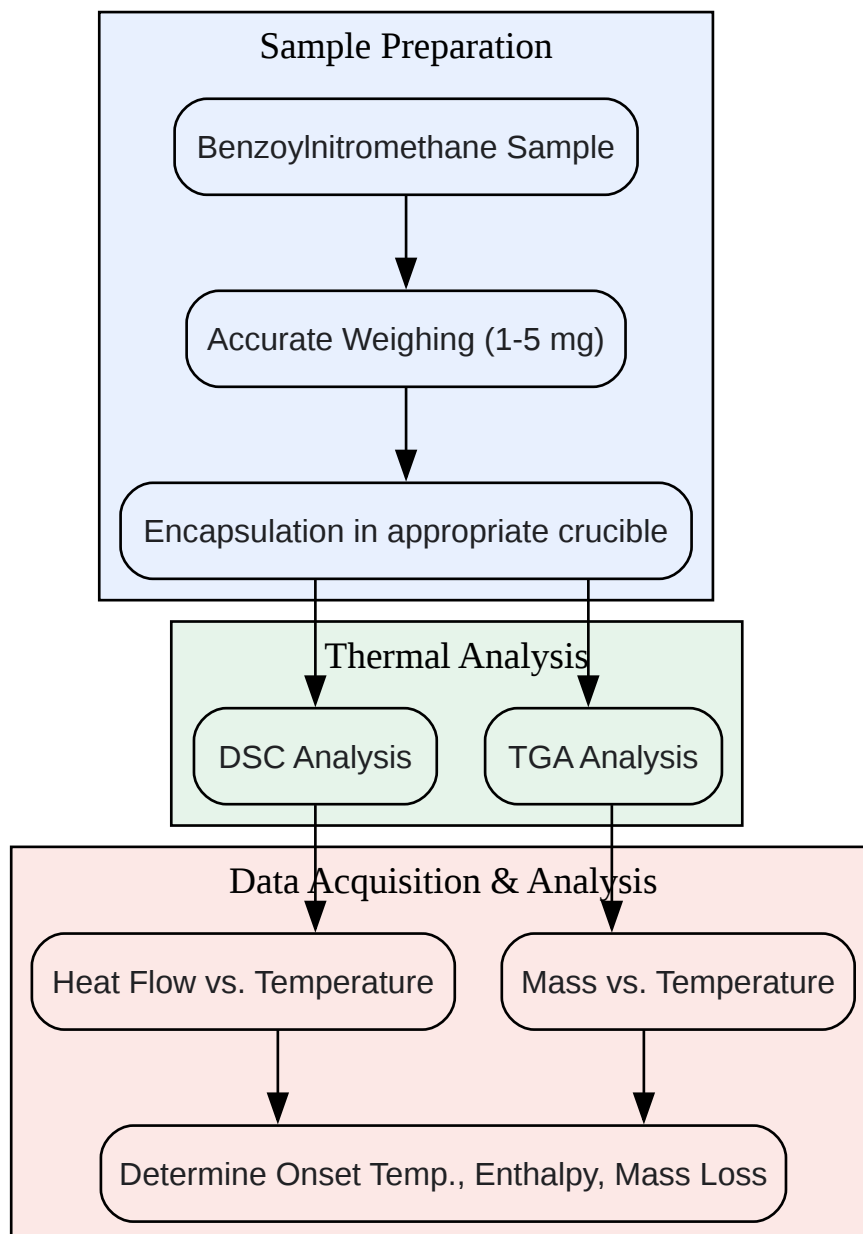 Sample Preparation
Benzoylnitromethane Sample
Accurate Weighing (1-5 mg)
Encapsulation in appropriate crucible
Thermal Analysis
DSC Analysis
TGA Analysis
Data Acquisition & Analysis
Heat Flow vs. Temperature
Mass vs. Temperature
Determine Onset Temp., Enthalpy, Mass Loss